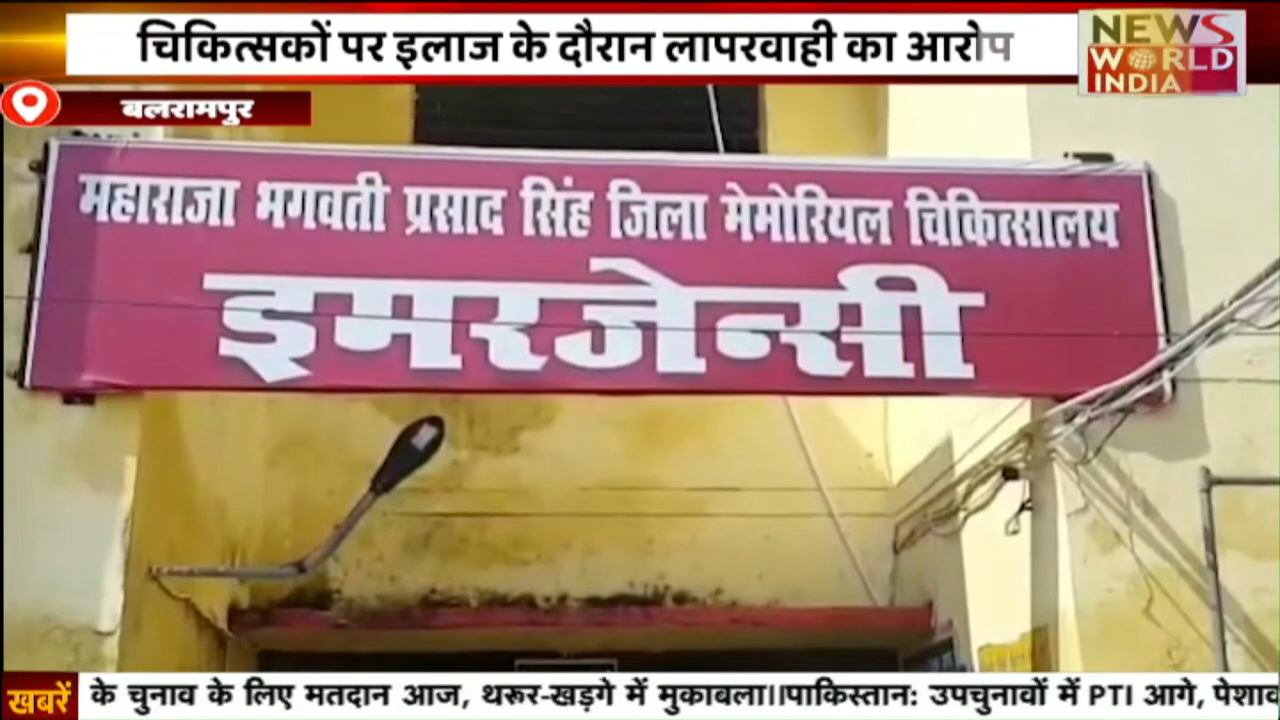 चिकित्सकों पर इलाज के दौरान लापरवाही का आरोप
NEWS
WORLD
INDIA
बलरामपुर
महाराजा भगवती प्रसाद सिंह जिला मेमोरियल चिकित्सालय
इमरजेन्सी
खबरें
के चुनाव के लिए मतदान आज, थरूर-खड़गे में मुकाबला।।पाकिस्तान: उपचुनावों में PTI आगे,